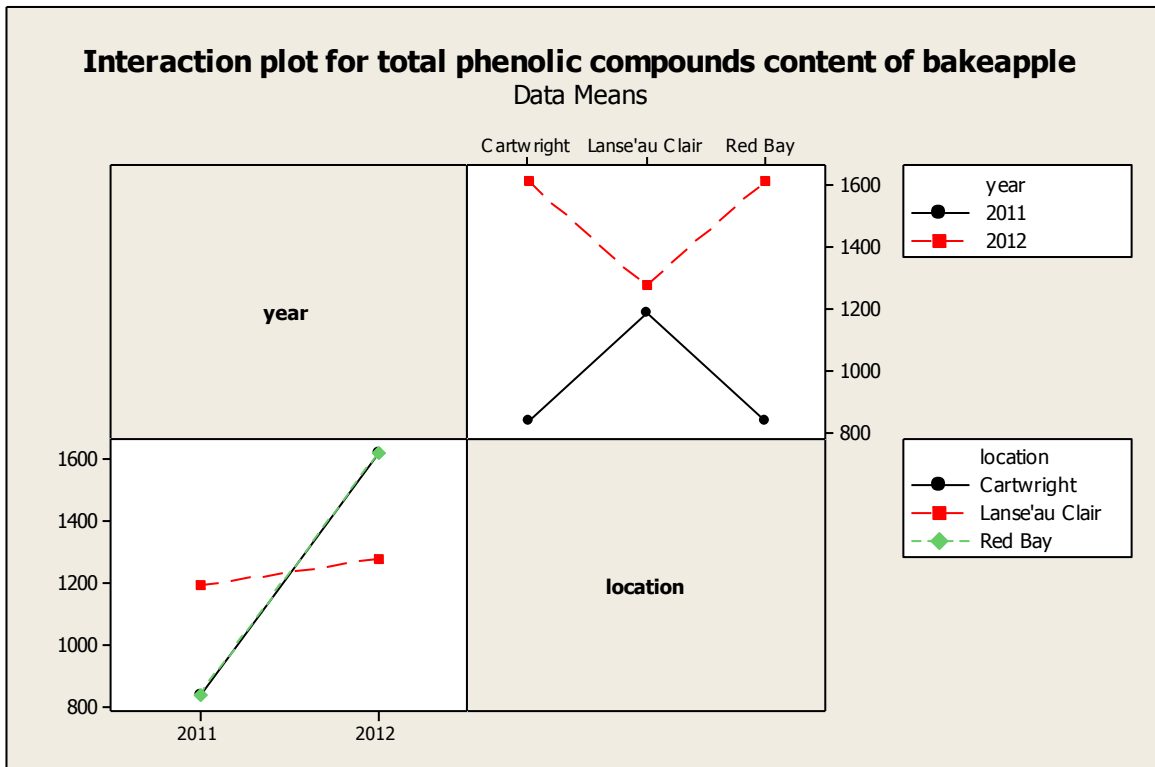 Interaction plot for total phenolic compounds content of bakeapple
Data Means
Cartwright Lanse'au Clair Red Bay
year
1600
1400
1200
1000
800
year
2011
2012
1600
1400
1200
1000
800
2011 2012
location
location
Cartwright
Lanse'au Clair
Red Bay